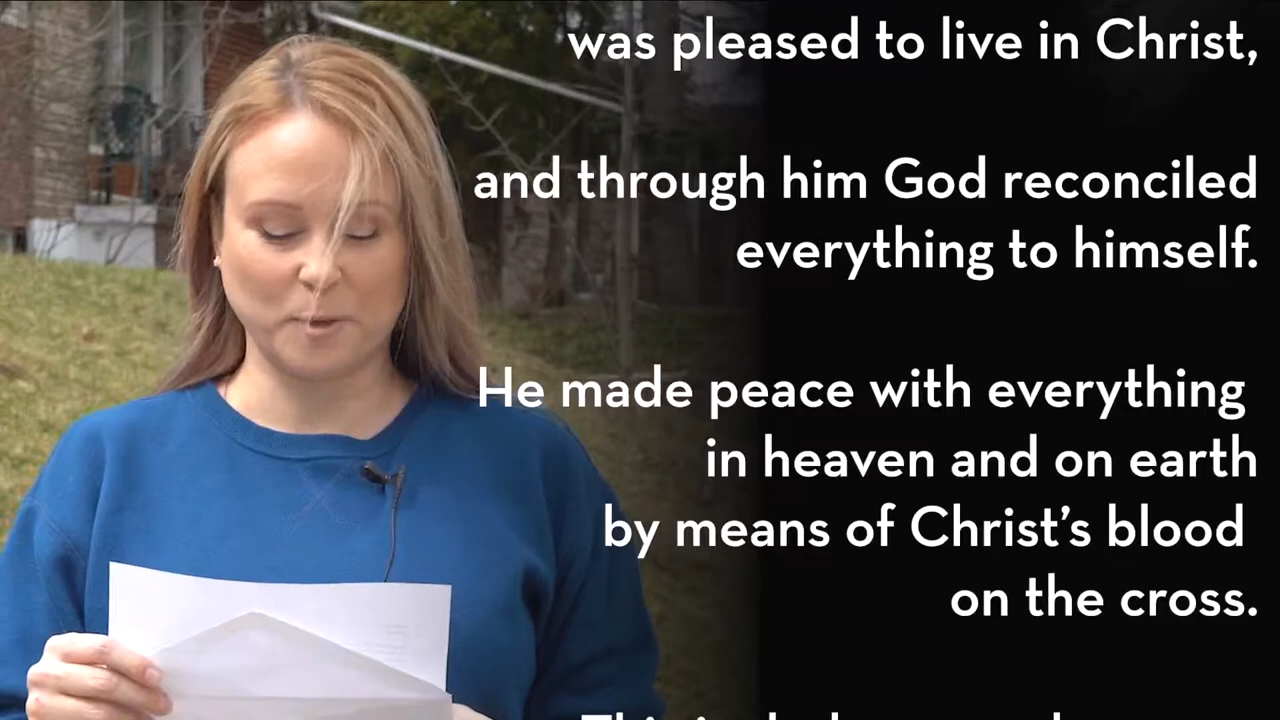 was pleased to live in Christ,
and through him God reconciled
everything to himself.
He made peace with everything
in heaven and on earth
by means of Christ’s blood
on the cross.